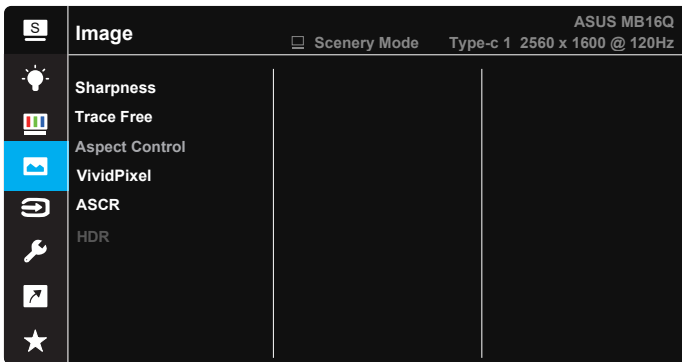 S
Image
ASUS MB16Q
Scenery Mode Type-c 1 2560 x 1600 @ 120Hz
Sharpness
Trace Free
Aspect Control
VividPixel
ASCR
HDR